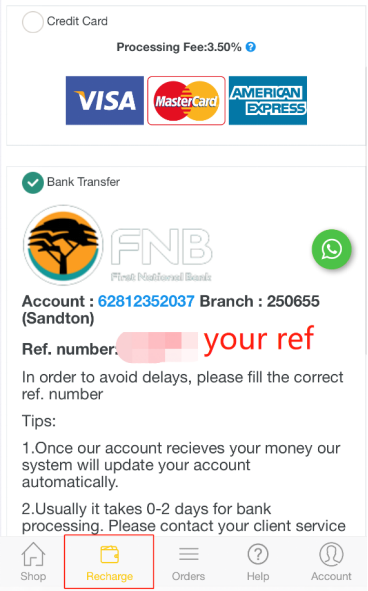 Credit Card
Processing Fee:3.50% ?
VISA
MasterCard
AMERICAN
EXPRESS
Bank Transfer
FNB
First National Bank
Account : 62812352037 Branch : 250655
(Sandton)
Ref. number: your ref
In order to avoid delays, please fill the correct
ref. number
Tips:
1.Once our account recieves your money our
system will update your account
automatically.
2.Usually it takes 0-2 days for bank
processing. Please contact your client service
Shop
Recharge
Orders
? Help
Account